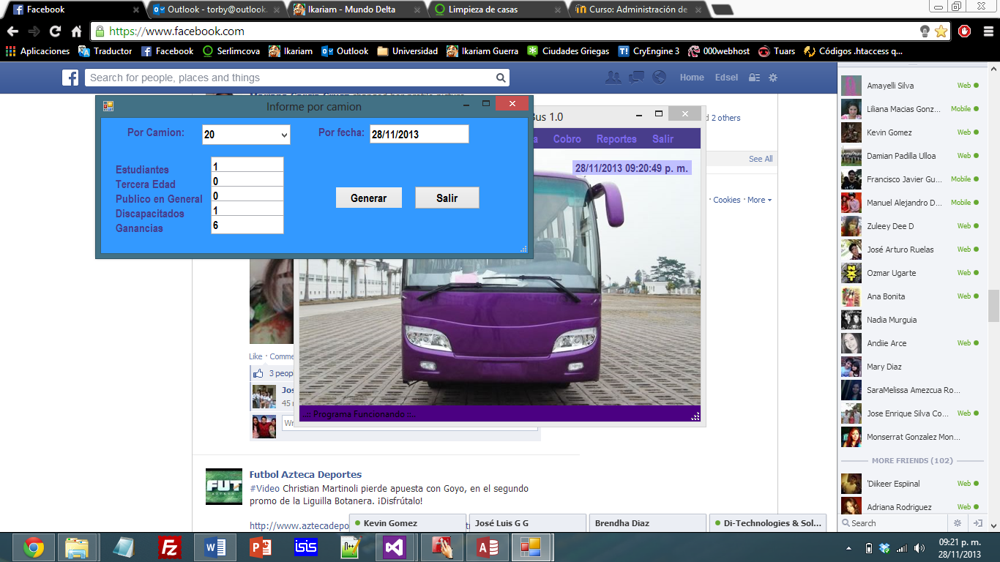 Facebook
Outlook - torby@outlook.
Ikariam - Mundo Delta
Limpieza de casas
Curso: Administración de
https://www.facebook.com
Aplicaciones Traductor Facebook Serlimcova Ikariam Outlook Universidad Ikariam Guerra Ciudades Griegas CryEngine 3 000webhost Tuars Códigos .htaccess q...
Search for people, places and things
Home Edsel
Informe por camion
Por Camion: 20 Por fecha: 28/11/2013
Estudiantes 1
Tercera Edad 0
Publico en General 0
Discapacitados 1
Ganancias 6
Generar Salir
Bus 1.0
Cobro Reportes Salir
28/11/2013 09:20:49 p. m.
..:: Programa Funcionando ::..
d 2 others
See All
· Cookies · More
Like · Comme
3 peopl
Jos
45 r
Wr
Futbol Azteca Deportes
#Video Christian Martinoli pierde apuesta con Goyo, en el segundo
promo de la Liguilla Botanera. ¡Disfrútalo!
http://www.aztecadepo
Amayelli Silva Web
Liliana Macias Gonz... Mobile
Kevin Gomez Web
Damian Padilla Ulloa Web
Francisco Javier Gu... Mobile
Manuel Alejandro D... Mobile
Zuleey Dee D Web
José Arturo Ruelas Web
Ozmar Ugarte Web
Ana Bonita Web
Nadia Murguia
Andiie Arce Web
Mary Diaz
SaraMelissa Amezcua Ro...
Jose Enrique Silva Co... Web
Monserrat Gonzalez Mon...
MORE FRIENDS (102)
'Diikeer Espiinal Web
Adriana Rodriguez Web
Search
Kevin Gomez
José Luis G G
Brendha Diaz
Di-Technologies & Sol...
isis
09:21 p. m.
28/11/2013